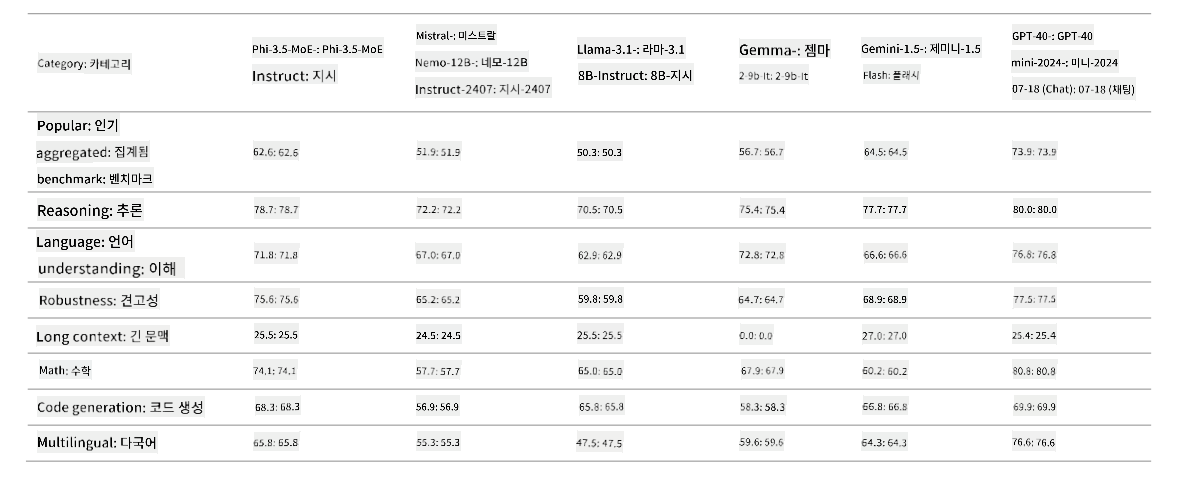 Category: 카테고리
Phi-3.5-MoE-: Phi-3.5-MoE
Instruct: 지시
Mistral-: 미스트랄
Nemo-12B-: 네모-12B
Instruct-2407: 지시-2407
Llama-3.1-: 라마-3.1
8B-Instruct: 8B-지시
Gemma-: 젬마
2-9b-It: 2-9b-It
Gemini-1.5-: 제미니-1.5
Flash: 플래시
GPT-40-: GPT-40
mini-2024-: 미니-2024
07-18 (Chat): 07-18 (채팅)
Popular: 인기
aggregated: 집계됨
benchmark: 벤치마크
62.6: 62.6
51.9: 51.9
50.3: 50.3
56.7: 56.7
64.5: 64.5
73.9: 73.9
Reasoning: 추론
78.7: 78.7
72.2: 72.2
70.5: 70.5
75.4: 75.4
77.7: 77.7
80.0: 80.0
Language: 언어
understanding: 이해
71.8: 71.8
67.0: 67.0
62.9: 62.9
72.8: 72.8
66.6: 66.6
76.8: 76.8
Robustness: 견고성
75.6: 75.6
65.2: 65.2
59.8: 59.8
64.7: 64.7
68.9: 68.9
77.5: 77.5
Long context: 긴 문맥
25.5: 25.5
24.5: 24.5
25.5: 25.5
0.0: 0.0
27.0: 27.0
25.4: 25.4
Math: 수학
74.1: 74.1
57.7: 57.7
65.0: 65.0
67.9: 67.9
60.2: 60.2
80.8: 80.8
Code generation: 코드 생성
68.3: 68.3
56.9: 56.9
65.8: 65.8
58.3: 58.3
66.8: 66.8
69.9: 69.9
Multilingual: 다국어
65.8: 65.8
55.3: 55.3
47.5: 47.5
59.6: 59.6
64.3: 64.3
76.6: 76.6